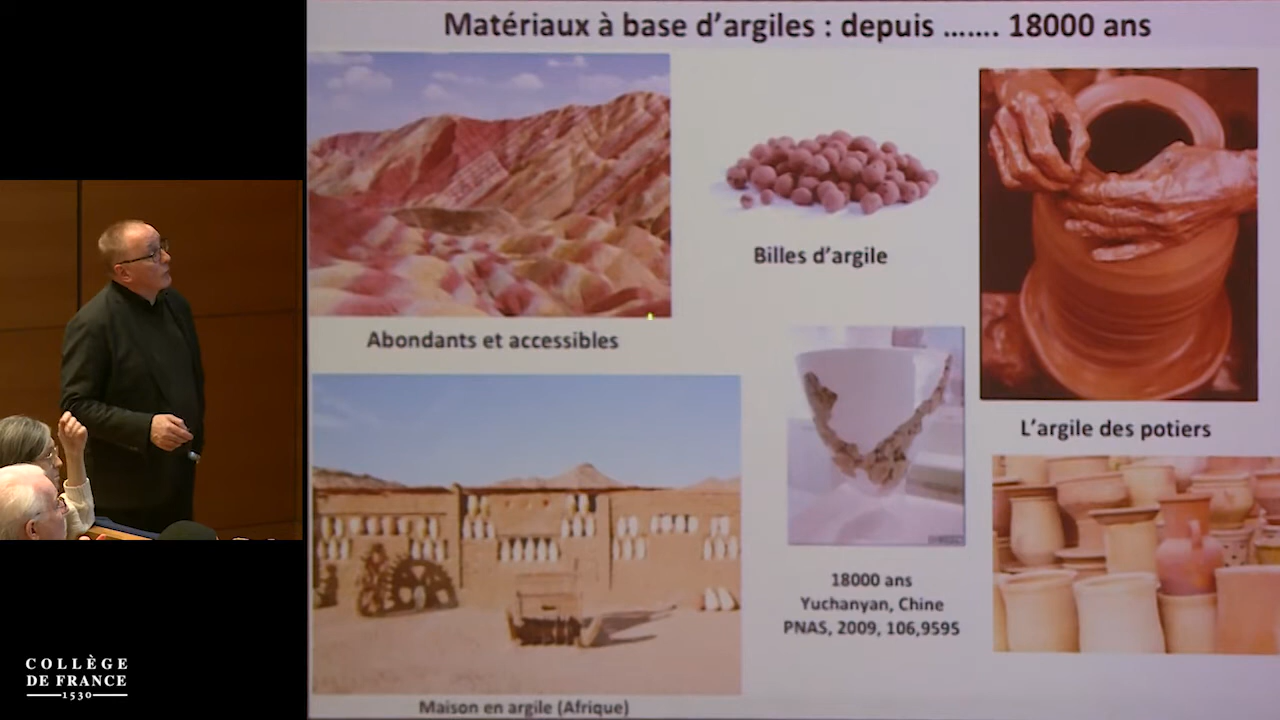 Matériaux à base d'argiles : depuis ....... 18000 ans
Abondants et accessibles
Billes d'argile
L'argile des potiers
18000 ans
Yuchanyan, Chine
PNAS, 2009, 106,9595
Maison en argile (Afrique)
COLLÈGE
DE FRANCE
1530